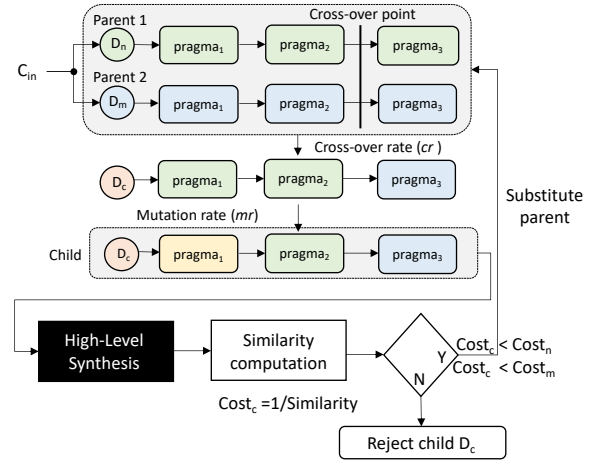 Cross-over point
Parent 1
Dn pragma1 pragma2 pragma3
Cin
Parent 2
Dm pragma1 pragma2 pragma3
Cross-over rate (cr )
Dc pragma1 pragma2 pragma3
Substitute
parent
Mutation rate (mr)
Child Dc pragma1 pragma2 pragma3
High-Level
Synthesis
Similarity
computation
Y
N
Costc < Costn
Costc < Costm
Costc =1/Similarity
Reject child Dc